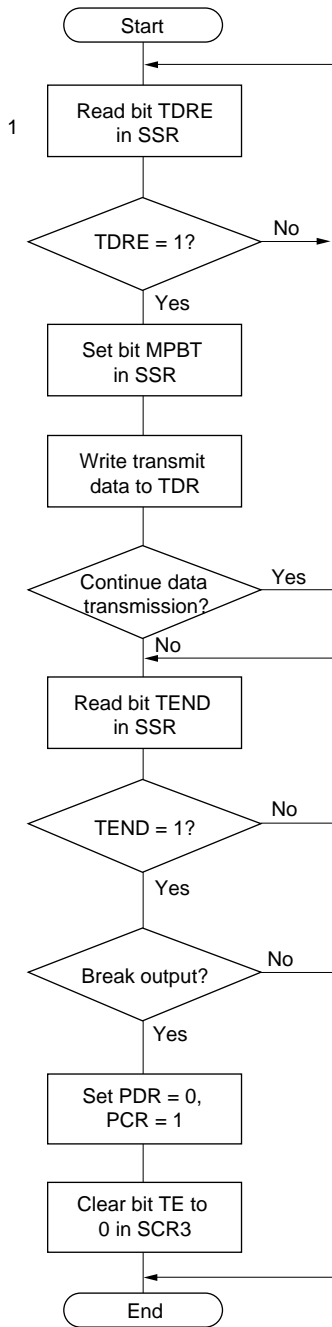 Start
1
Read bit TDRE
in SSR
TDRE = 1?
No
Yes
Set bit MPBT
in SSR
Write transmit
data to TDR
Continue data
transmission?
Yes
No
Read bit TEND
in SSR
TEND = 1?
No
Yes
Break output?
No
Yes
Set PDR = 0,
PCR = 1
Clear bit TE to
0 in SCR3
End